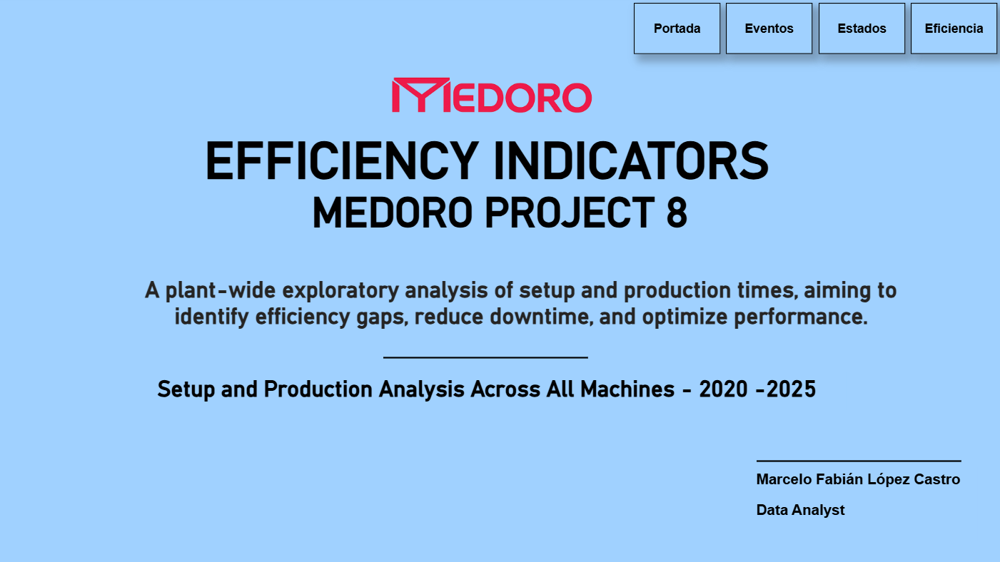 Portada Eventos Estados Eficiencia
MEDORO
EFFICIENCY INDICATORS
MEDORO PROJECT 8
A plant-wide exploratory analysis of setup and production times, aiming to
identify efficiency gaps, reduce downtime, and optimize performance.
Setup and Production Analysis Across All Machines - 2020 -2025
Marcelo Fabián López Castro
Data Analyst